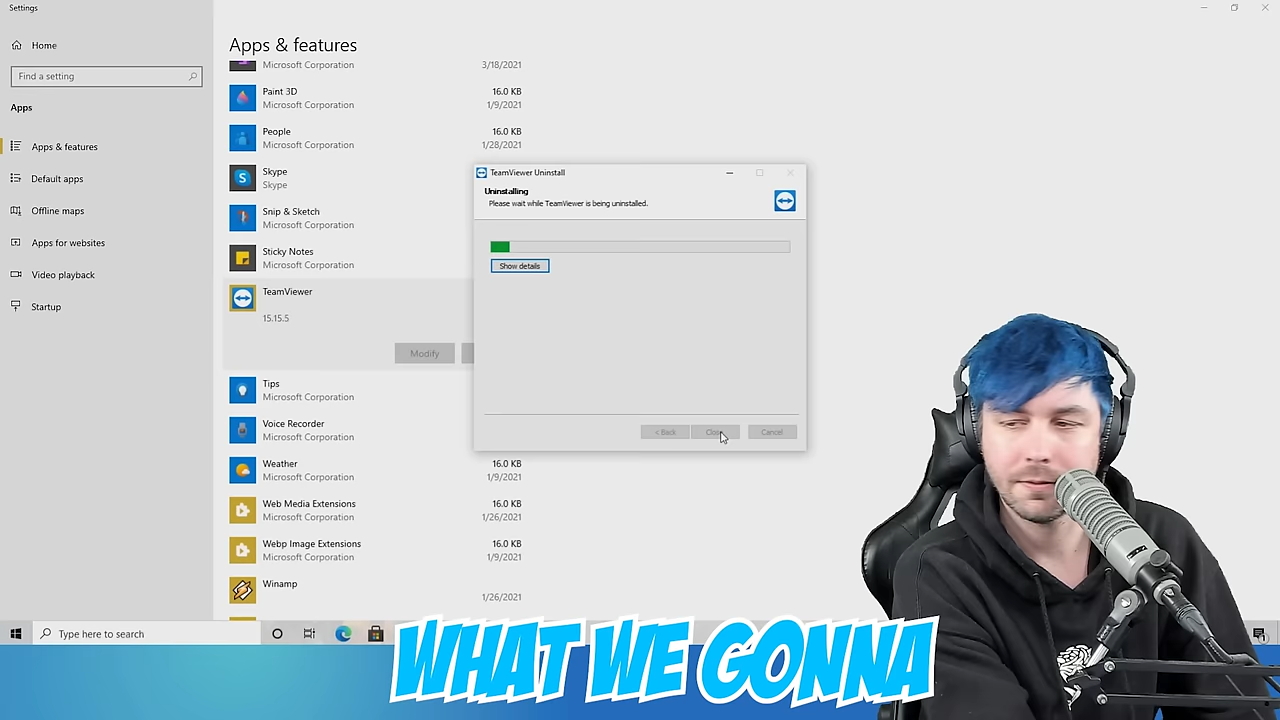 Settings
Home
Find a setting
Apps
Apps & features
Default apps
Offline maps
Apps for websites
Video playback
Startup
Apps & features
Microsoft Corporation 3/18/2021
Paint 3D 16.0 KB
Microsoft Corporation 1/9/2021
People 16.0 KB
Microsoft Corporation 1/28/2021
Skype
Skype
Snip & Sketch
Microsoft Corporation
Sticky Notes
Microsoft Corporation
TeamViewer
15.15.5
Modify
Tips
Microsoft Corporation
Voice Recorder
Microsoft Corporation
Weather 16.0 KB
Microsoft Corporation 1/9/2021
Web Media Extensions 16.0 KB
Microsoft Corporation 1/26/2021
Webp Image Extensions 16.0 KB
Microsoft Corporation 1/9/2021
Winamp
1/26/2021
TeamViewer Uninstall
Uninstalling
Please wait while TeamViewer is being uninstalled.
Show details
< Back
Cancel
Type here to search
WHAT WE GONNA